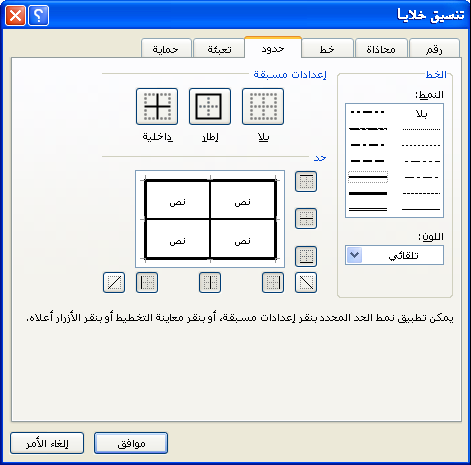 تنسيق خلايا
رقم
محاذاة
خط
حدود
تعبئة
حماية
الخط
النمط:
بلا
اللون:
تلقائي
إعدادات مسبقة
بلا
إطار
داخلية
حد
نص
نص
نص
نص
يمكن تطبيق نمط الحد المحدد بنقر إعدادات مسبقة، أو بنقر معاينة التخطيط أو بنقر الأزرار أعلاه.
موافق
إلغاء الأمر